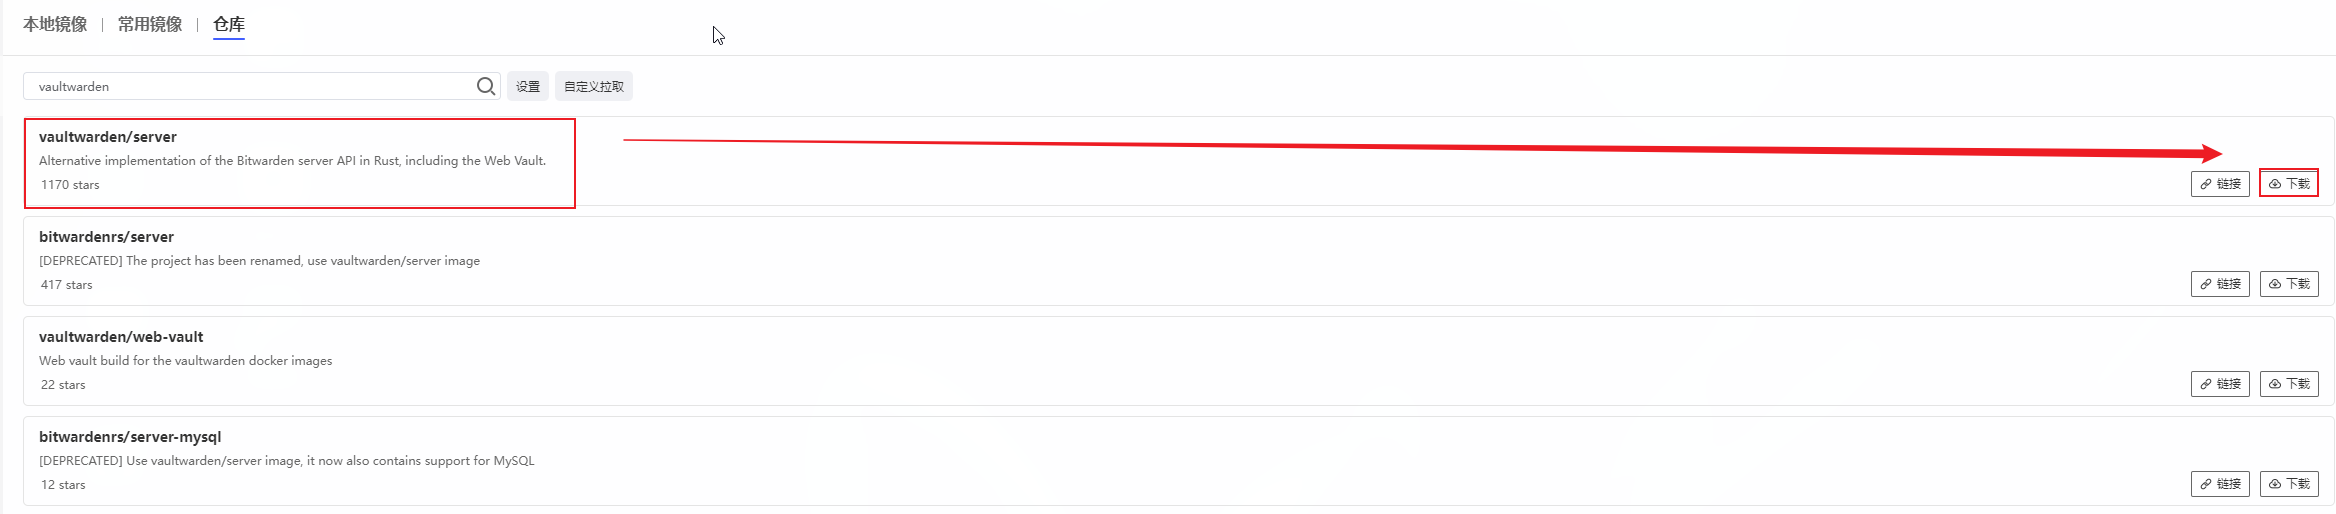 本地镜像 | 常用镜像 | 仓库
vaultwarden 设置 自定义拉取
vaultwarden/server
Alternative implementation of the Bitwarden server API in Rust, including the Web Vault.
1170 stars 链接 下载
bitwardenrs/server
[DEPRECATED] The project has been renamed, use vaultwarden/server image
417 stars 链接 下载
vaultwarden/web-vault
Web vault build for the vaultwarden docker images
22 stars 链接 下载
bitwardenrs/server-mysql
[DEPRECATED] Use vaultwarden/server image, it now also contains support for MySQL
12 stars 链接 下载